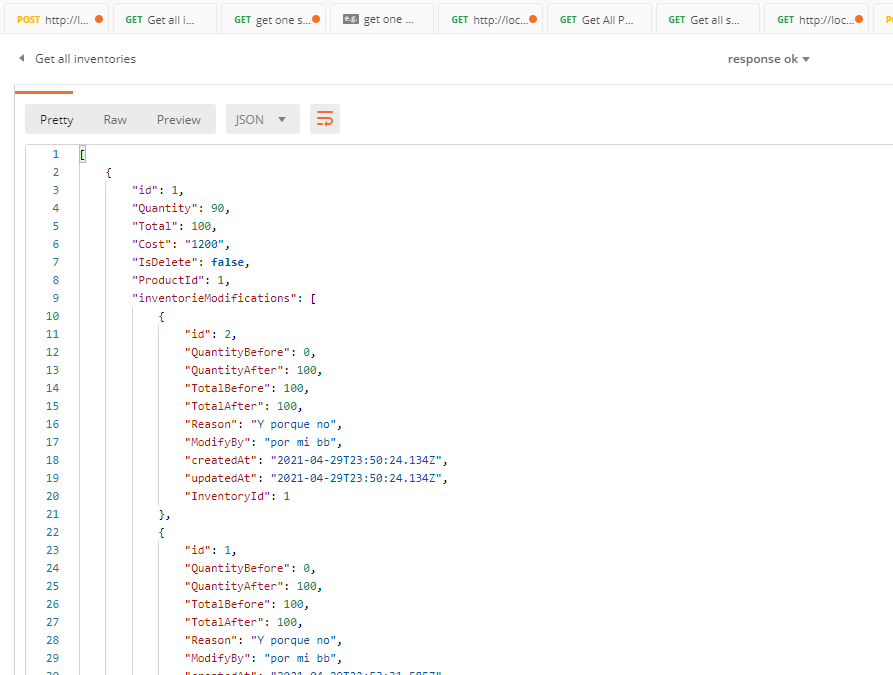 POST http://l... GET Get all i... GET get one s... e.g. get one ... GET http://loc... GET Get All P... GET Get all s... GET http://loc...
Get all inventories response ok
Pretty Raw Preview JSON
1 [
2 {
3 "id": 1,
4 "Quantity": 90,
5 "Total": 100,
6 "Cost": "1200",
7 "IsDelete": false,
8 "ProductId": 1,
9 "inventorieModifications": [
10 {
11 "id": 2,
12 "QuantityBefore": 0,
13 "QuantityAfter": 100,
14 "TotalBefore": 100,
15 "TotalAfter": 100,
16 "Reason": "Y porque no",
17 "ModifyBy": "por mi bb",
18 "createdAt": "2021-04-29T23:50:24.134Z",
19 "updatedAt": "2021-04-29T23:50:24.134Z",
20 "InventoryId": 1
21 },
22 {
23 "id": 1,
24 "QuantityBefore": 0,
25 "QuantityAfter": 100,
26 "TotalBefore": 100,
27 "TotalAfter": 100,
28 "Reason": "Y porque no",
29 "ModifyBy": "por mi bb",